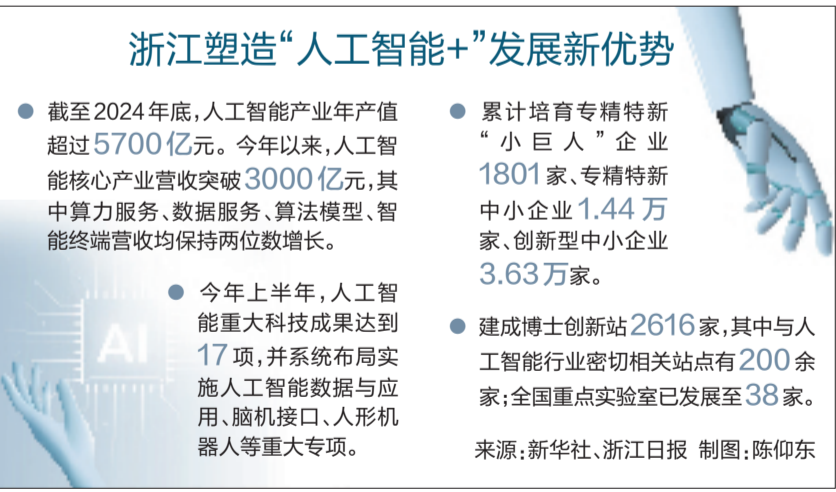 浙江塑造“人工智能+”发展新优势
● 截至2024年底，人工智能产业年产值
超过5700亿元。今年以来，人工智
能核心产业营收突破3000亿元，其
中算力服务、数据服务、算法模型、智
能终端营收均保持两位数增长。
● 今年上半年，人工智
能重大科技成果达到
17项，并系统布局实
施人工智能数据与应
用、脑机接口、人形机
器人等重大专项。
AI
● 累计培育专精特新
“小巨人”企业
1801家、专精特新
中小企业1.44万
家、创新型中小企业
3.63万家。
● 建成博士创新站2616家，其中与人
工智能行业密切相关站点有200余
家；全国重点实验室已发展至38家。
来源：新华社、浙江日报 制图：陈仰东